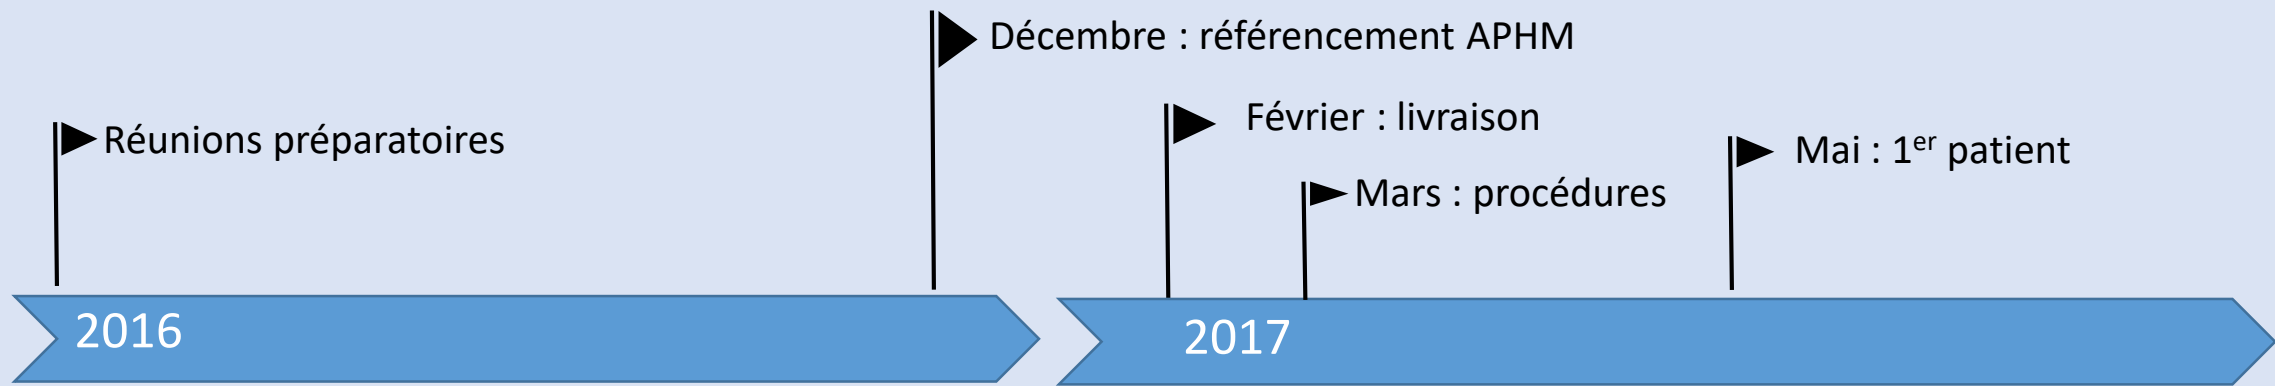 Décembre : référencement APHM
Réunions préparatoires
Février : livraison
Mai : 1er patient
Mars : procédures
2016
2017